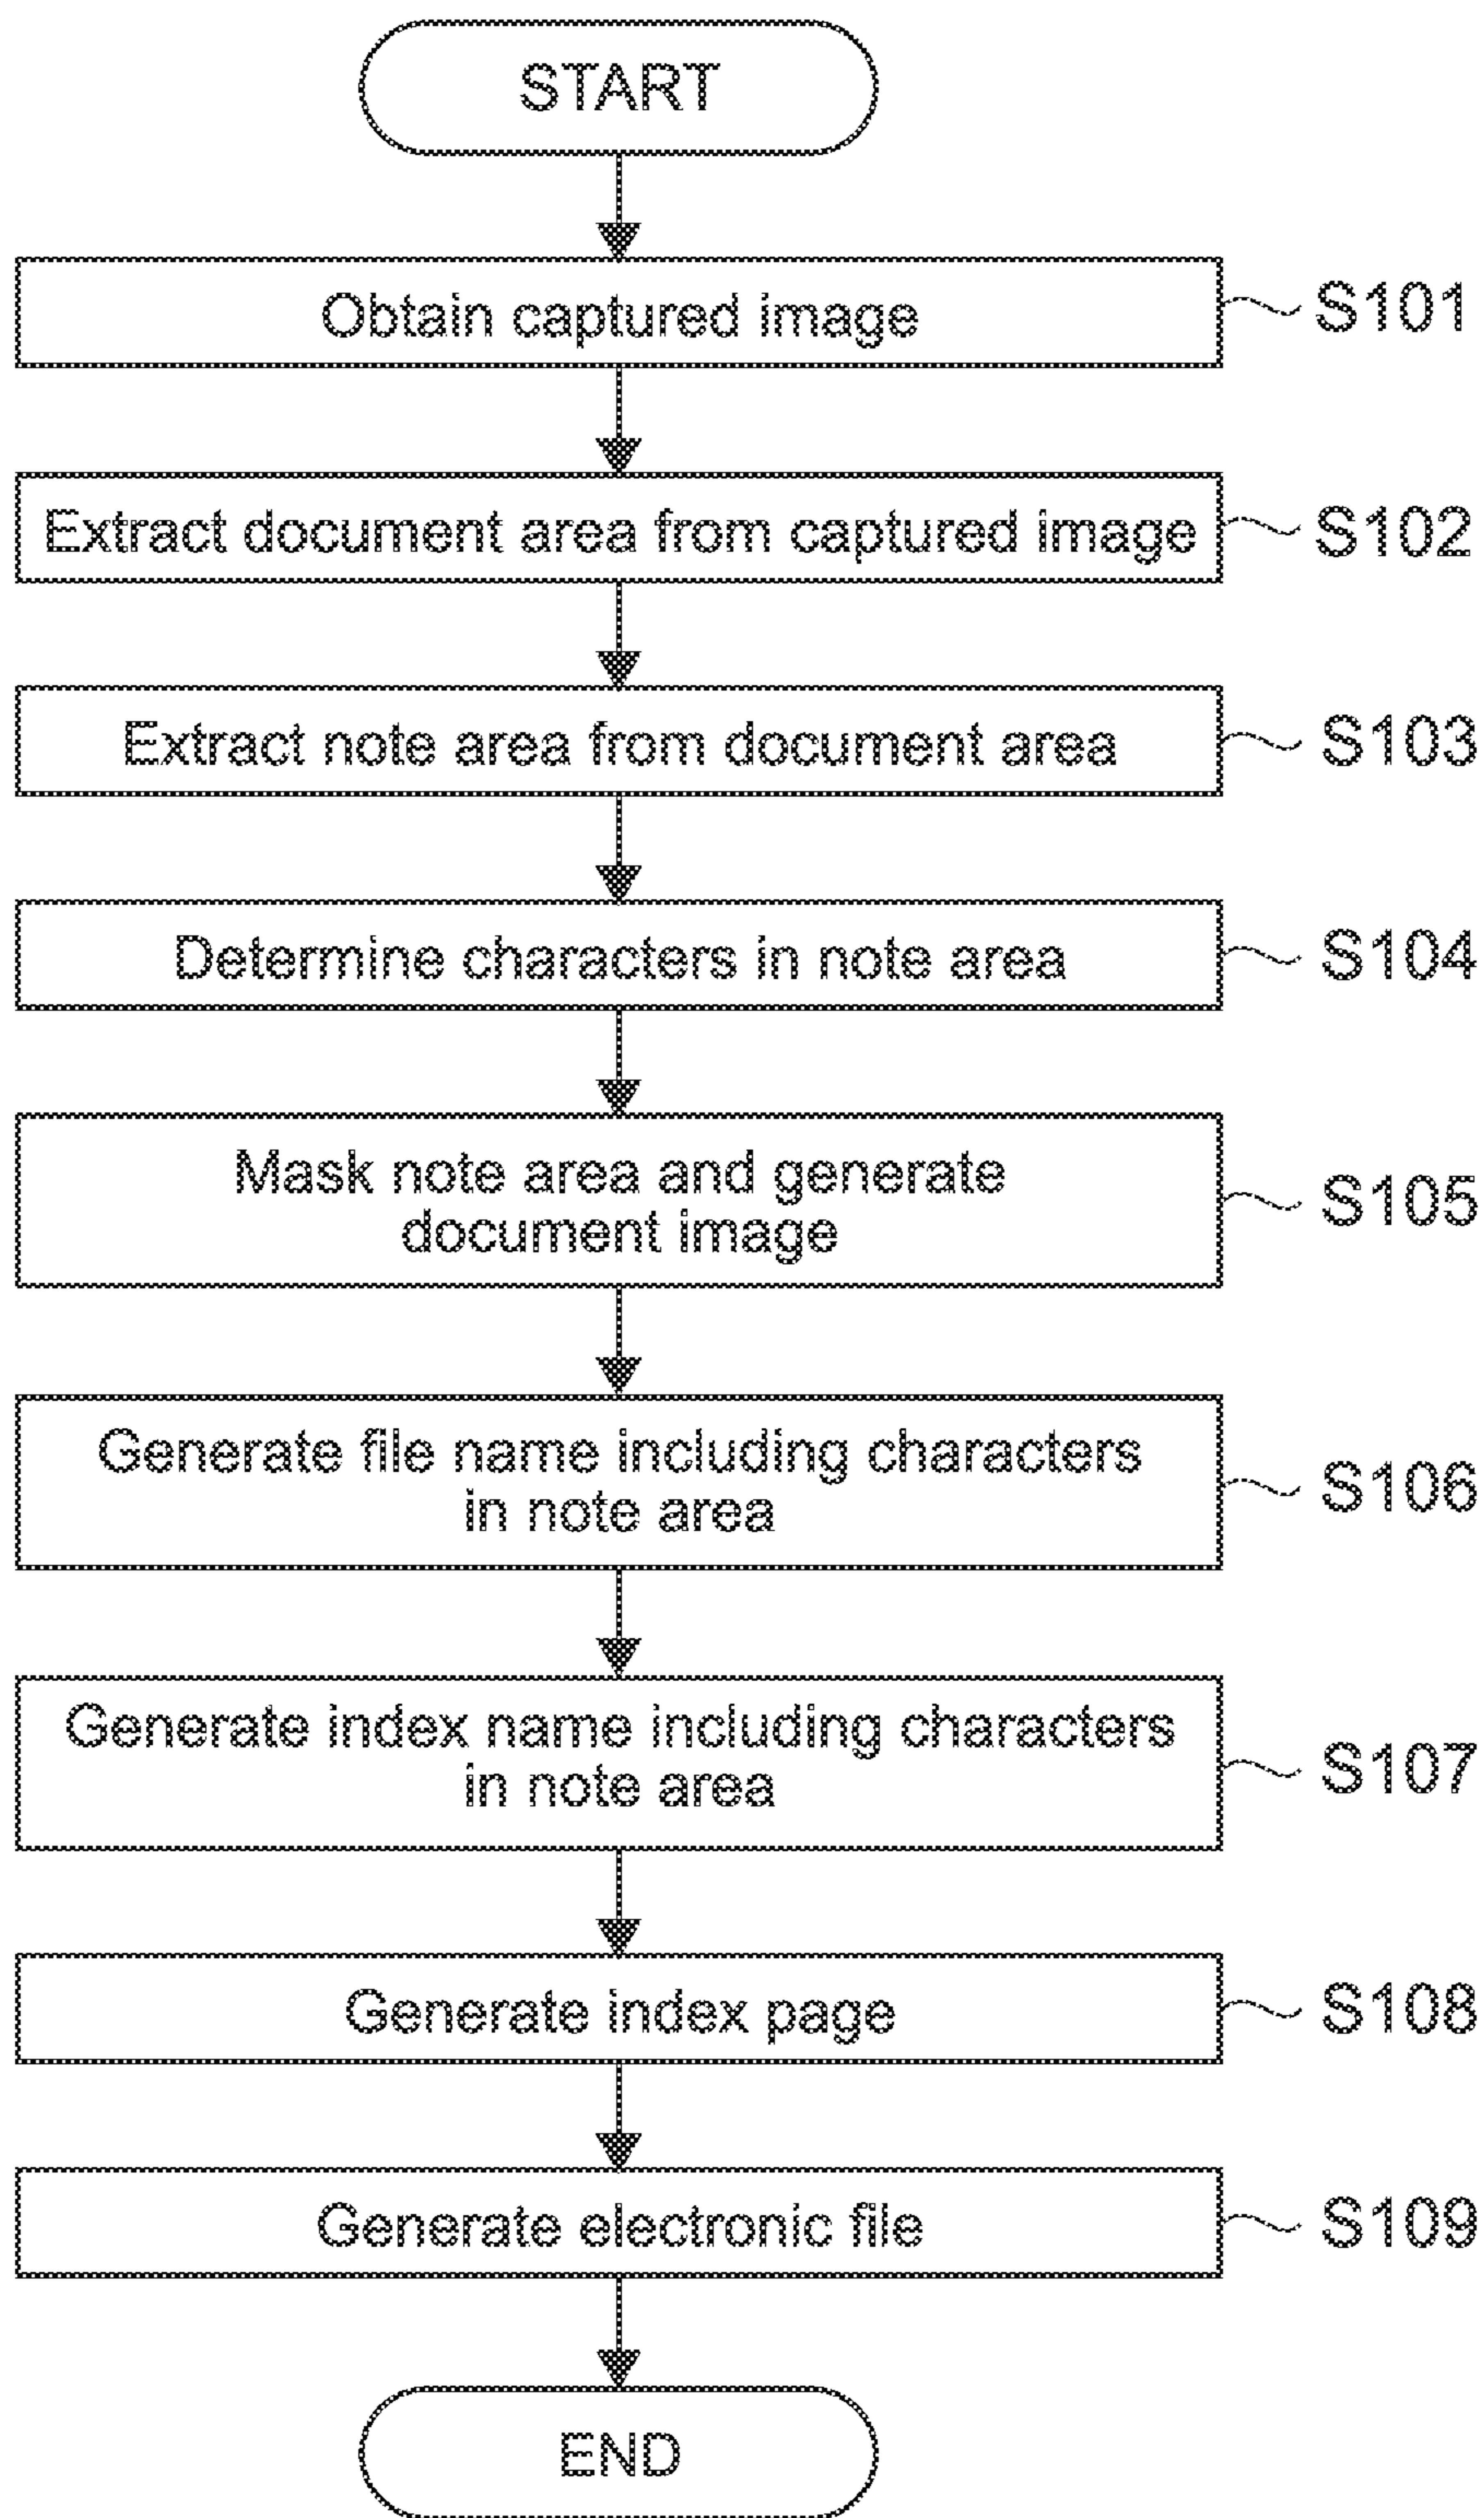 START
Obtain captured image
S101
Extract document area from captured image
S102
Extract note area from document area
S103
Determine characters in note area
S104
Mask note area and generate
document image
S105
Generate file name including characters
in note area
S106
Generate index name including characters
in note area
S107
Generate index page
S108
Generate electronic file
S109
END